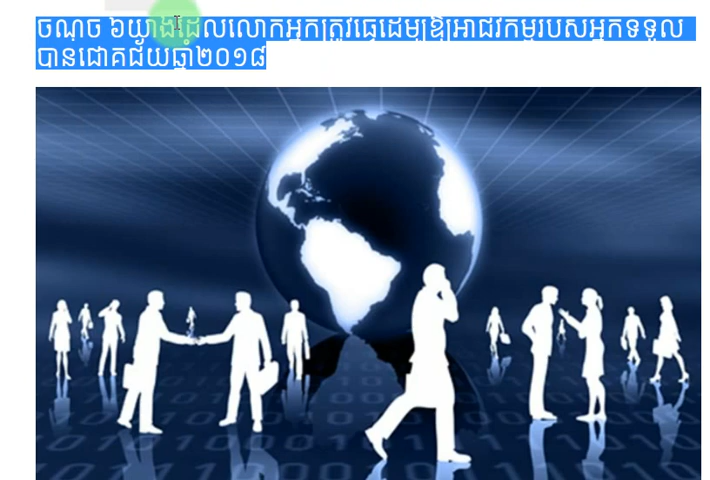 ចំណុច ៦យ៉ាងដែលលោកអ្នកត្រូវធ្វើដើម្បីឱ្យអាជីវកម្មរបស់អ្នកទទួល
បានជោគជ័យឆ្នាំ២០១៨